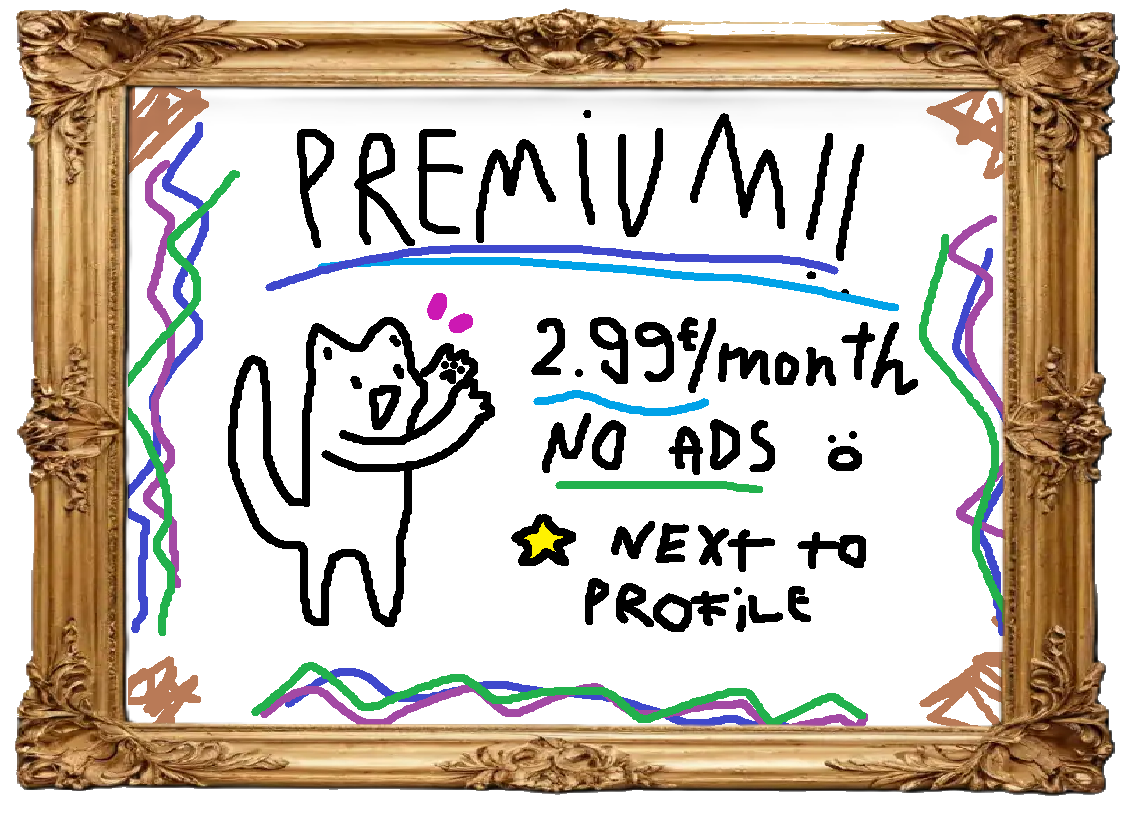 PREMiUM!!
2.99€/month
NO ADS Ö
NEXT TO
PROFiLE